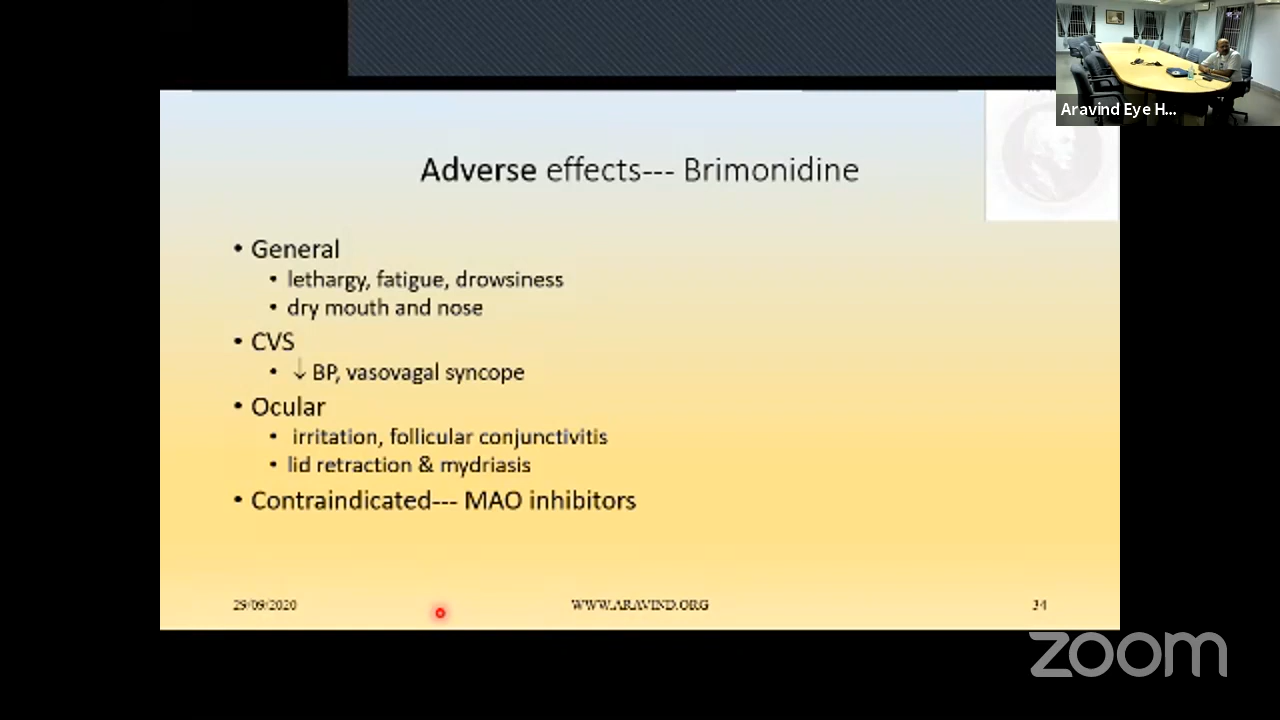 Aravind Eye H...
Adverse effects--- Brimonidine
• General
• lethargy, fatigue, drowsiness
• dry mouth and nose
• CVS
• ↓ BP, vasovagal syncope
• Ocular
• irritation, follicular conjunctivitis
• lid retraction & mydriasis
• Contraindicated--- MAO inhibitors
29/09/2020
WWW.ARAVIND.ORG
34
zoom